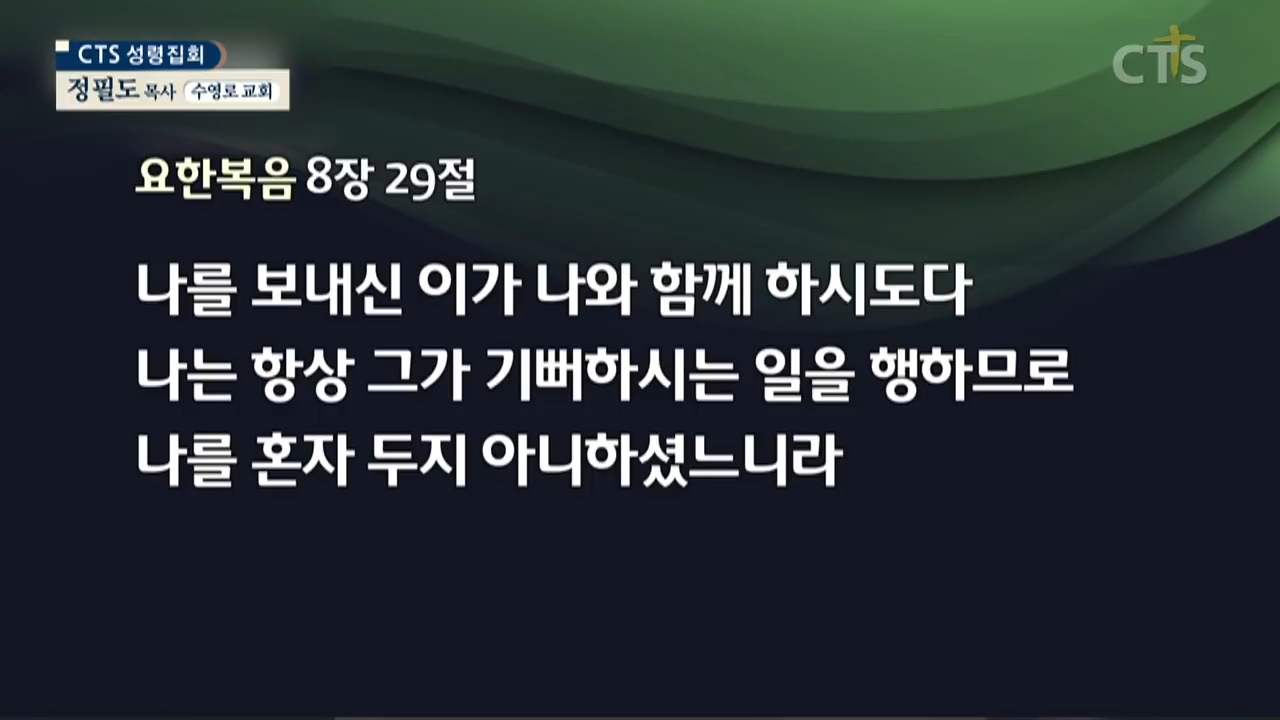 CTS 성령집회
정필도 목사 수영로교회
CTS
요한복음 8장 29절
나를 보내신 이가 나와 함께 하시도다
나는 항상 그가 기뻐하시는 일을 행하므로
나를 혼자 두지 아니하셨느니라